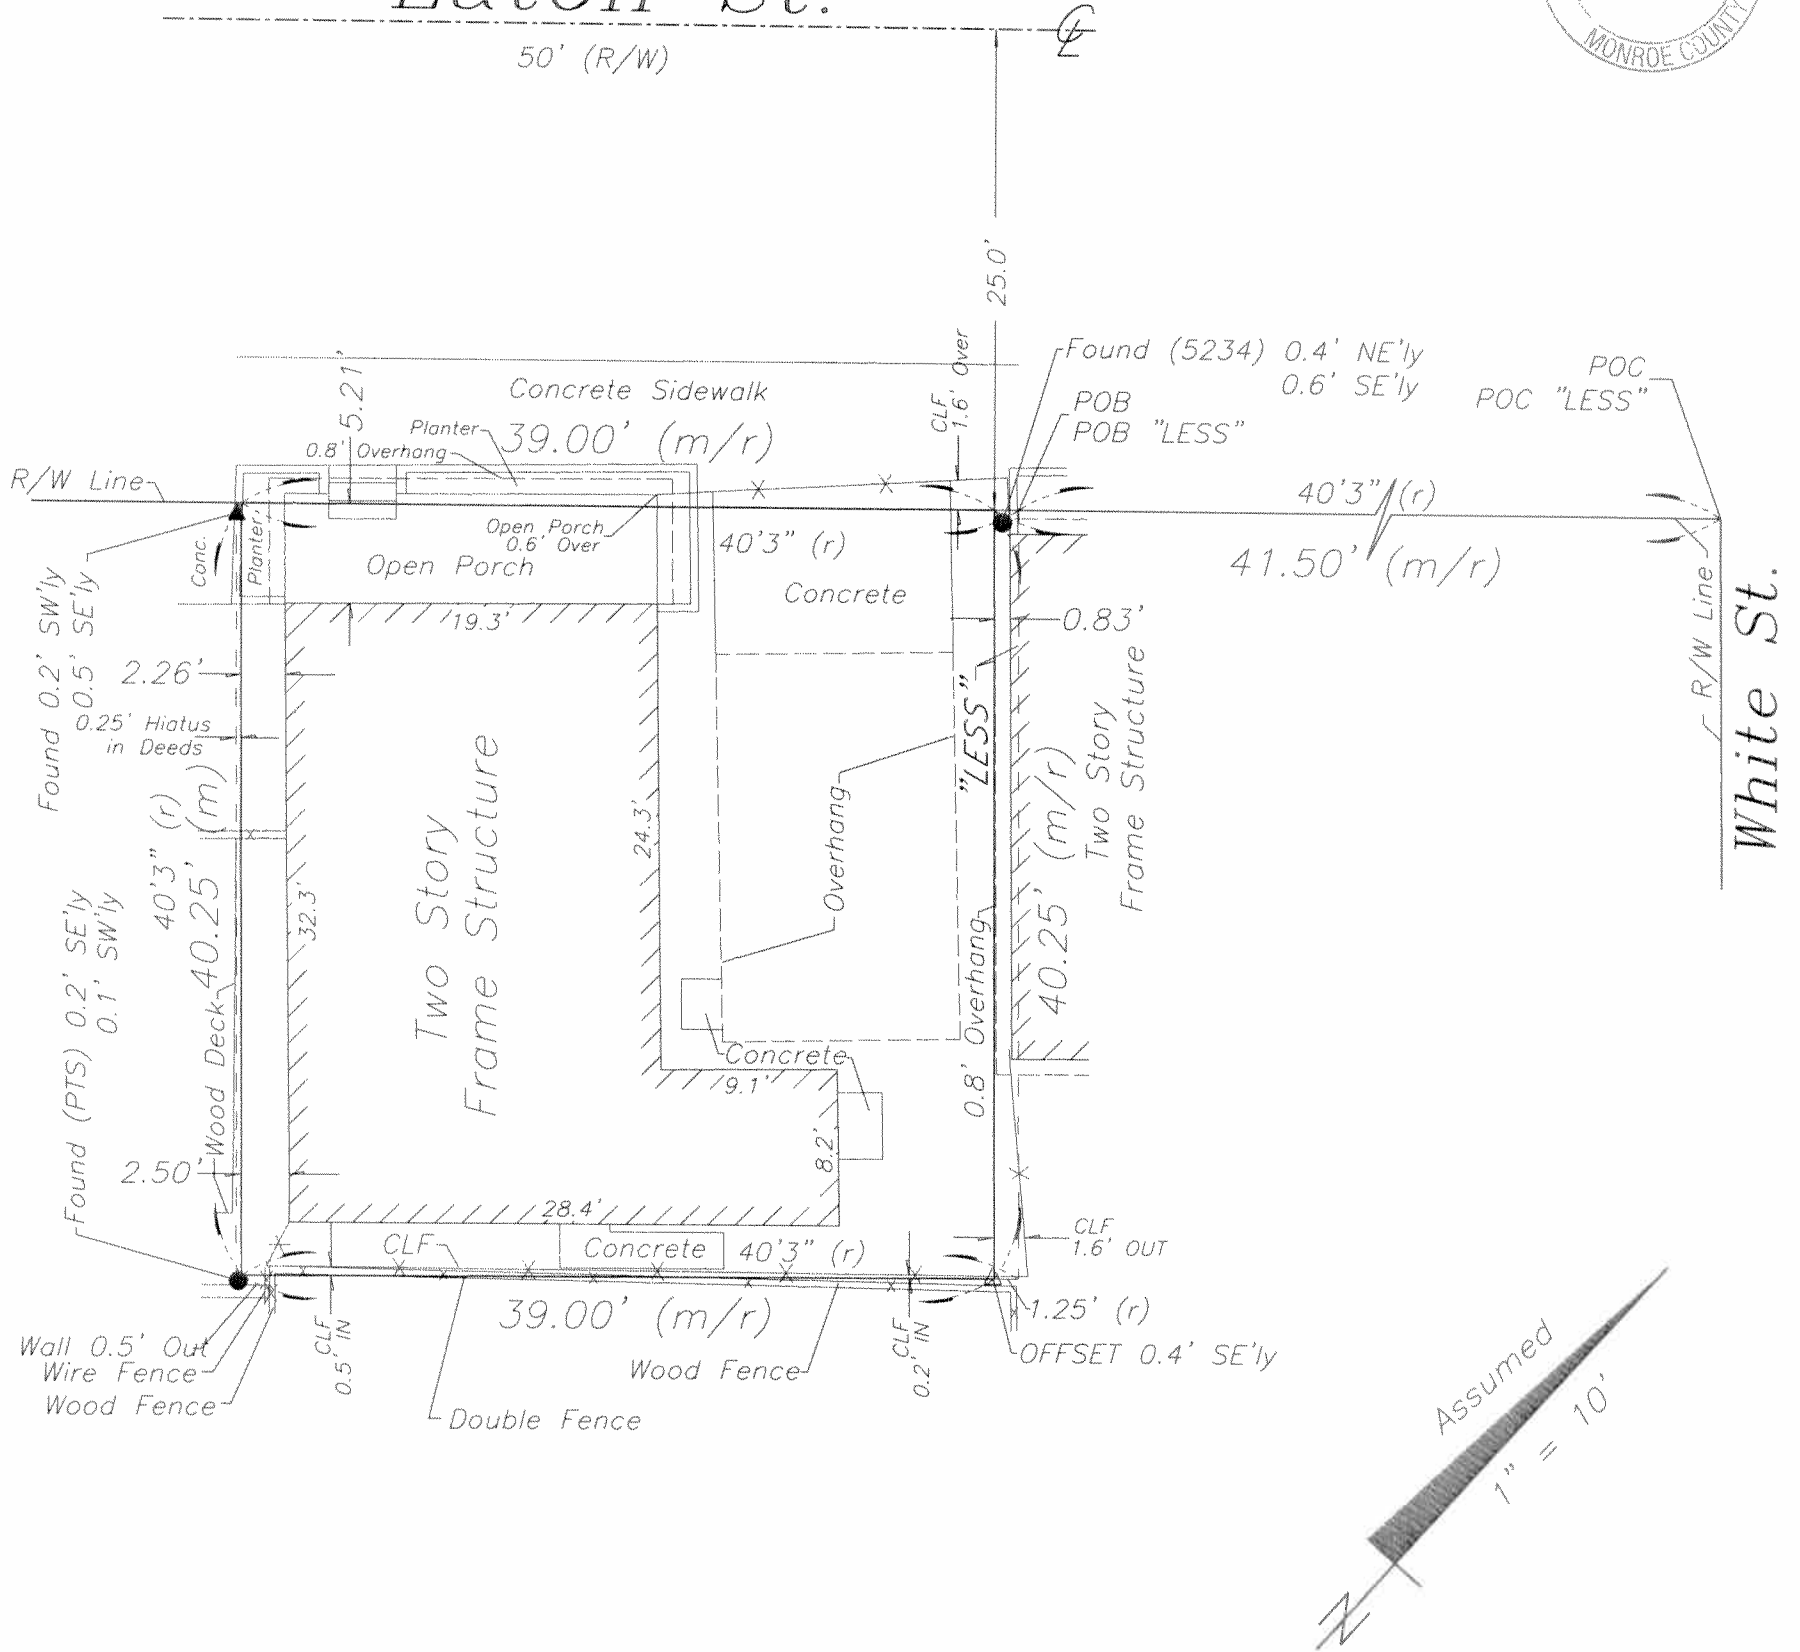 Eaton St.
50' (R/W)
MONROE COUNTY
25.0'
Found (5234) 0.4' NE'ly
0.6' SE'ly
POB
POB "LESS"
POC
POC "LESS"
CLF
1.6' Over
5.21'
Concrete Sidewalk
Planter
39.00' (m/r)
0.8' Overhang
R/W Line
40'3" (r)
41.50' (m/r)
R/W Line
White St.
Conc.
Planter
Open Porch
0.6' Over
Open Porch
40'3" (r)
Concrete
19.3'
0.83'
Found 0.2' SW'ly
0.5' SE'ly
2.26'
0.25' Hiatus
in Deeds
40'3" (r)
40.25' (m)
32.3'
Two Story
Frame Structure
24.3'
Overhang
"LESS"
0.8' Overhang
40.25' (m/r)
Two Story
Frame Structure
Found (PTS) 0.2' SE'ly
0.1' SW'ly
Wood Deck
2.50'
Concrete
9.1'
8.2'
28.4'
CLF
Concrete
40'3" (r)
CLF
1.6' OUT
39.00' (m/r)
1.25' (r)
OFFSET 0.4' SE'ly
Wall 0.5' Out
Wire Fence
Wood Fence
CLF
0.5' IN
Double Fence
Wood Fence
CLF
0.2' IN
Assumed
1" = 10'
N